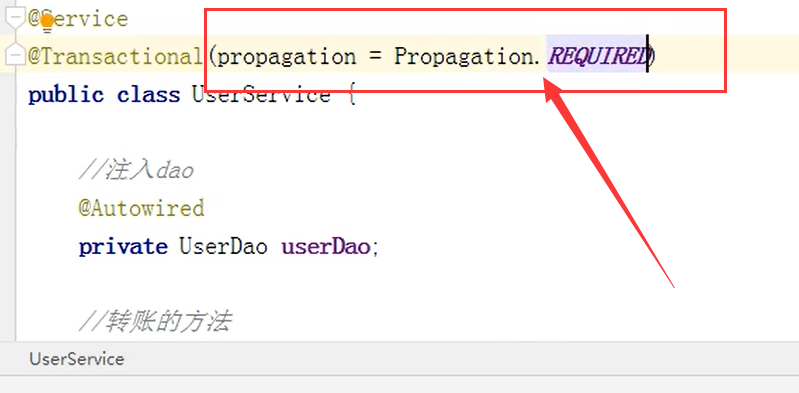 @Service
@Transactional(propagation = Propagation.REQUIRED)
public class UserService {
//注入dao
@Autowired
private UserDao userDao;
//转账的方法
UserService